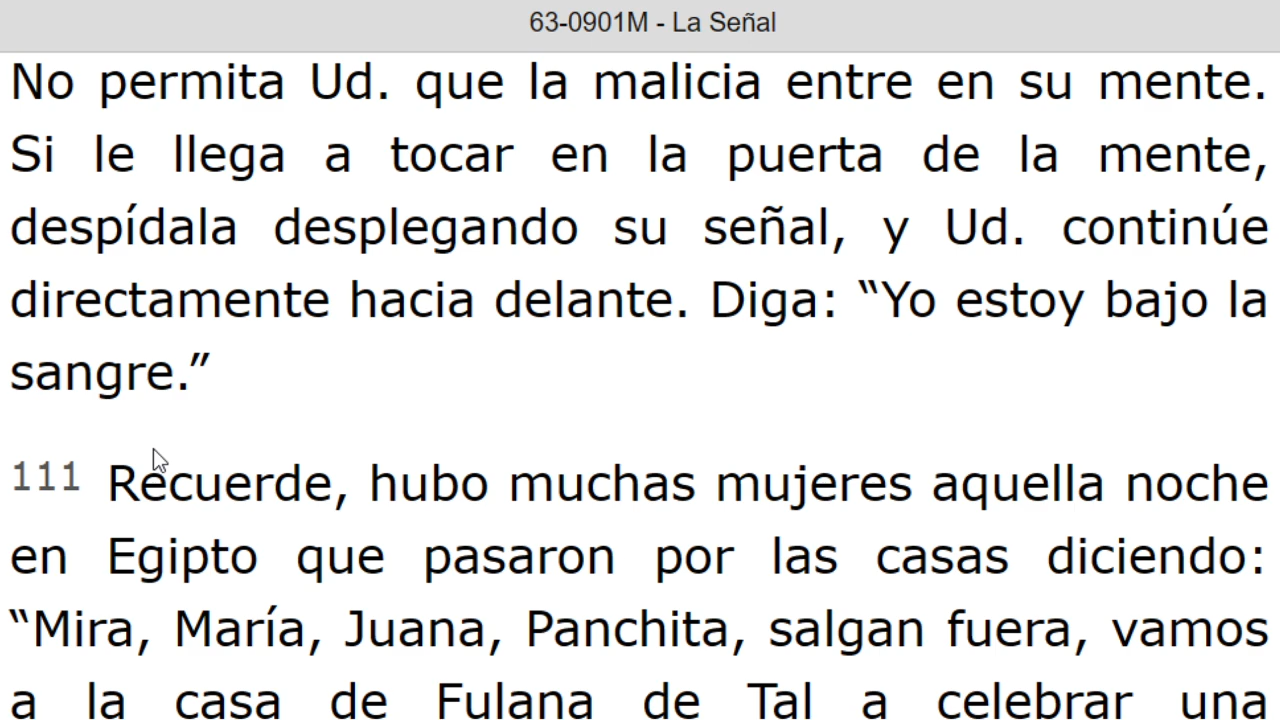 63-0901M - La Señal
No permita Ud. que la malicia entre en su mente.
Si le llega a tocar en la puerta de la mente,
despídala desplegando su señal, y Ud. continúe
directamente hacia delante. Diga: “Yo estoy bajo la
sangre.”
111 Recuerde, hubo muchas mujeres aquella noche
en Egipto que pasaron por las casas diciendo:
“Mira, María, Juana, Panchita, salgan fuera, vamos
a la casa de Fulana de Tal a celebrar una